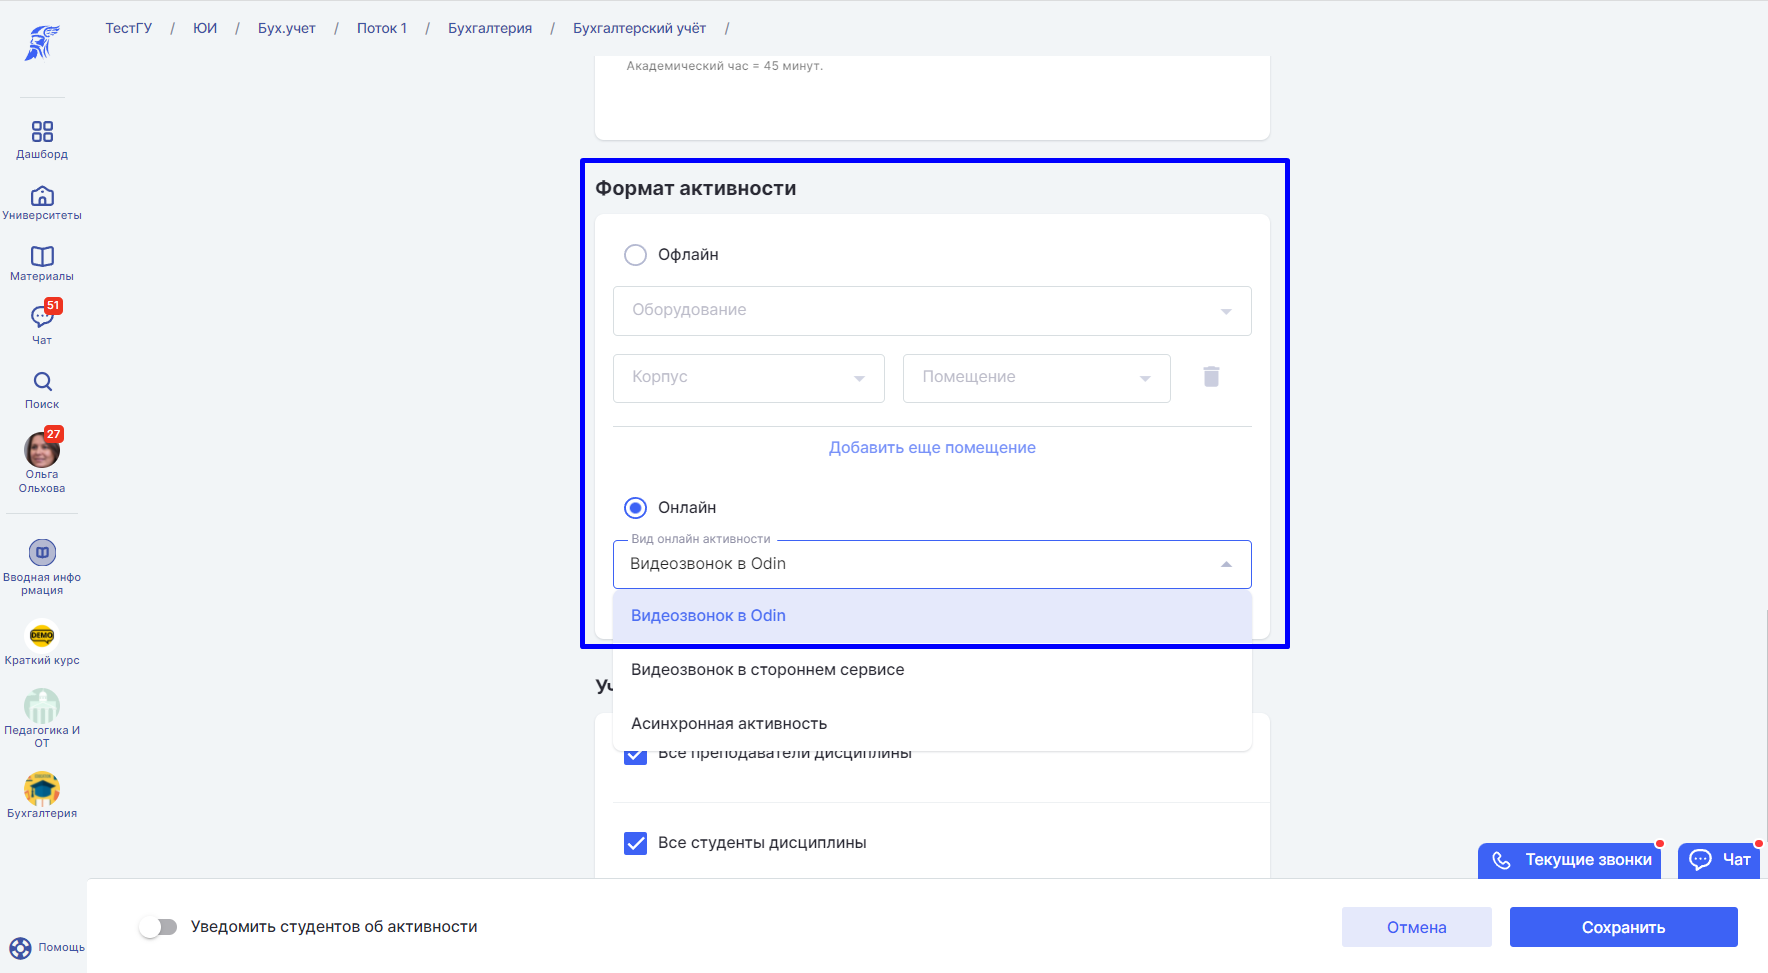 ТестГУ / ЮИ / Бух.учет / Поток 1 / Бухгалтерия / Бухгалтерский учёт /
Академический час = 45 минут.
Дашборд
Университеты
Материалы
51
Чат
Поиск
27
Ольга
Ольхова
Вводная инфо
рмация
DEMO
Краткий курс
Педагогика И
ОТ
Бухгалтерия
Помощь
Формат активности
Офлайн
Оборудование
Корпус
Помещение
Добавить еще помещение
Онлайн
Вид онлайн активности
Видеозвонок в Odin
Видеозвонок в Odin
Видеозвонок в стороннем сервисе
Асинхронная активность
Все преподаватели дисциплины
Все студенты дисциплины
Текущие звонки
Чат
Уведомить студентов об активности
Отмена
Сохранить